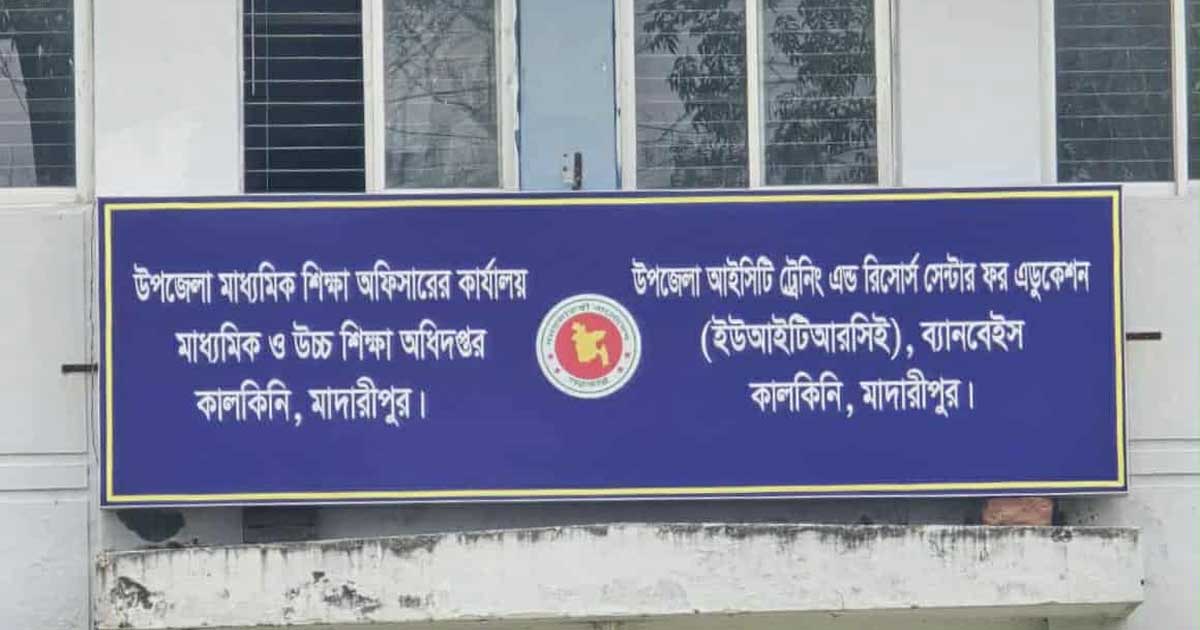 উপজেলা মাধ্যমিক শিক্ষা অফিসারের কার্যালয়
মাধ্যমিক ও উচ্চ শিক্ষা অধিদপ্তর
কালকিনি, মাদারীপুর।
উপজেলা আইসিটি ট্রেনিং এন্ড রিসোর্স সেন্টার ফর এডুকেশন
(ইউআইটিআরসিই), ব্যানবেইস
কালকিনি, মাদারীপুর।